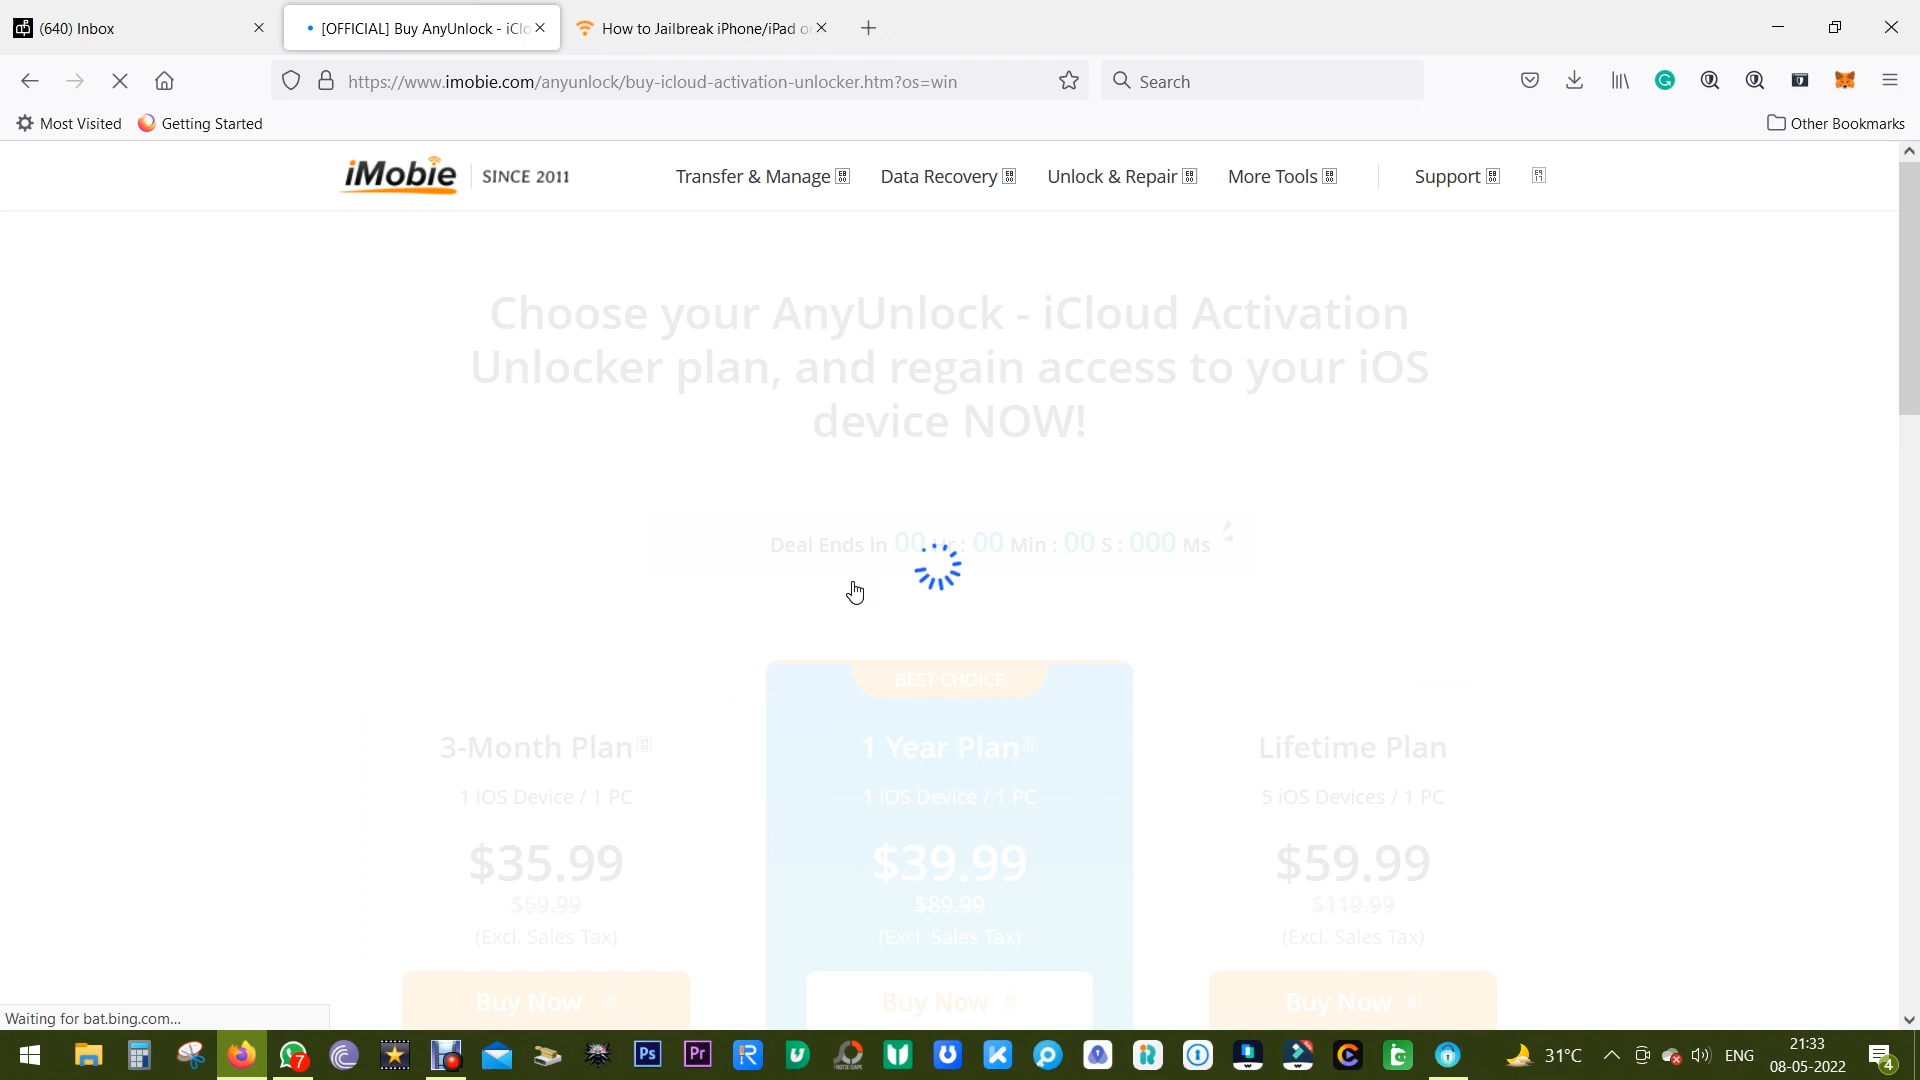 (640) Inbox
[OFFICIAL] Buy AnyUnlock - iClo
How to Jailbreak iPhone/iPad o
https://www.imobie.com/anyunlock/buy-icloud-activation-unlocker.htm?os=win
Search
Most Visited
Getting Started
Other Bookmarks
iMobie
SINCE 2011
Transfer & Manage
Data Recovery
Unlock & Repair
More Tools
Support
Choose your AnyUnlock - iCloud Activation
Unlocker plan, and regain access to your iOS
device NOW!
Deal Ends in 00 Hr : 00 Min : 00 S : 000 Ms
BEST CHOICE
3-Month Plan
1 iOS Device / 1 PC
$35.99
$59.99
(Excl. Sales Tax)
Buy Now
1 Year Plan
1 iOS Device / 1 PC
$39.99
$89.99
(Excl. Sales Tax)
Buy Now
Lifetime Plan
5 iOS Devices / 1 PC
$59.99
$119.99
(Excl. Sales Tax)
Buy Now
Waiting for bat.bing.com...
7
Ps
Pr
31°C
ENG
21:33
08-05-2022
4